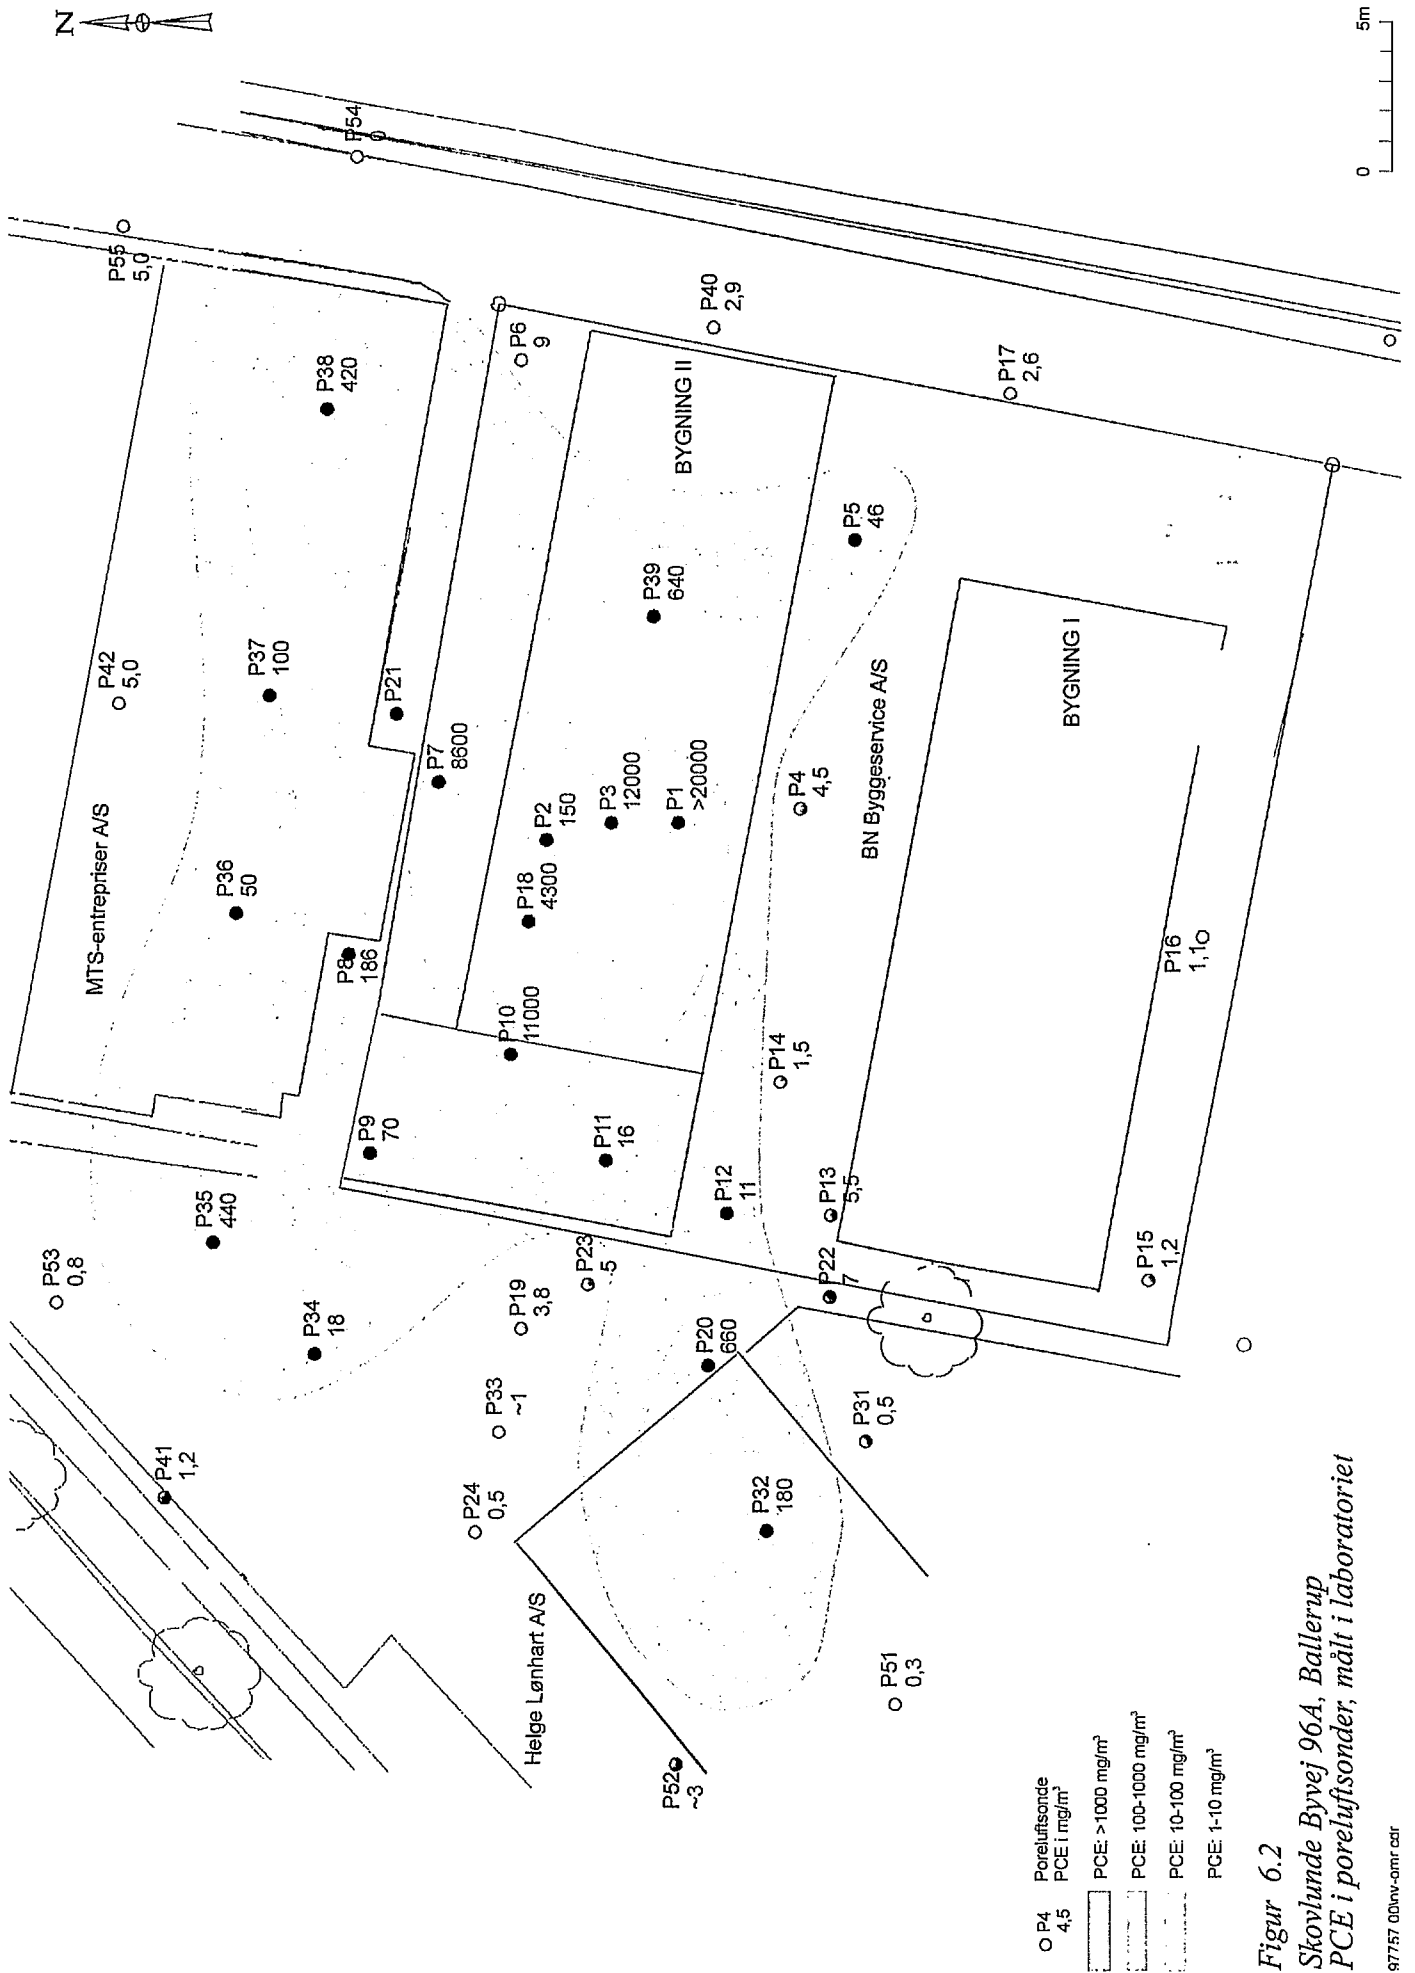 N
P54
P55
5,0
P42
5,0
MTS-entrepriser A/S
P38
420
P37
100
P36
50
P8
186
P21
P7
8600
P6
9
P40
2,9
P17
2,6
BYGNING II
P39
640
P5
46
P2
150
P3
12000
P1
>20000
P18
4300
P10
11000
P9
70
P11
16
P12
11
P4
4,5
P14
1,5
BN Byggeservice A/S
BYGNING I
P16
1,1
P13
5,5
P22
7
P15
1,2
P53
0,8
P35
440
P34
18
P41
1,2
P33
~1
P24
0,5
P19
3,8
P23
5
P20
660
P32
180
P31
0,5
P51
0,3
P52
~3
Helge Lønhart A/S
0
5m
P4
4,5
Poreluftsonde
PCE i mg/m³
PCE: >1000 mg/m³
PCE: 100-1000 mg/m³
PCE: 10-100 mg/m³
PCE: 1-10 mg/m³
Figur 6.2
Skovlunde Byvej 96A, Ballerup
PCE i poreluftsonder, målt i laboratoriet